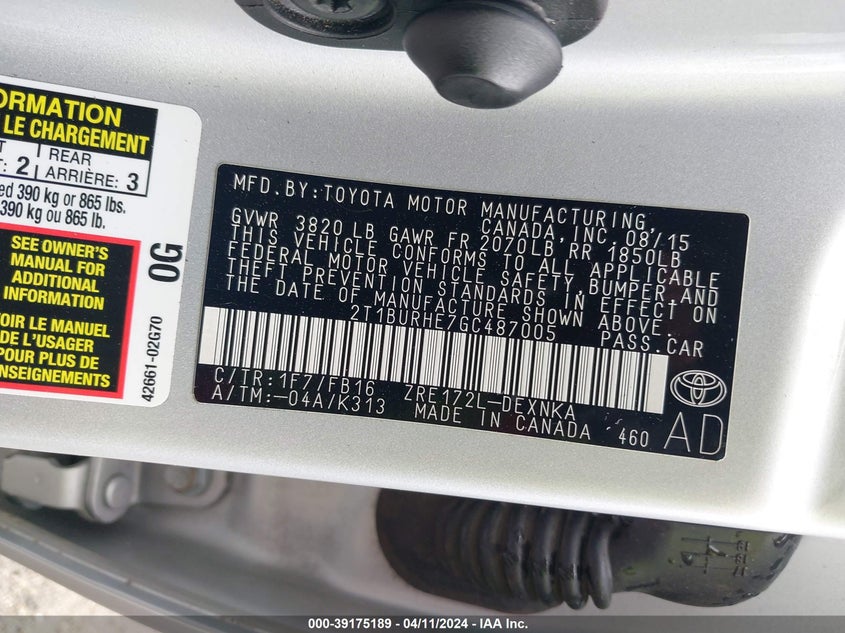 ORMATION
LE CHARGEMENT
2 REAR
ARRIÈRE: 3
390 kg or 865 lbs.
390 kg ou 865 lb.
SEE OWNER'S
MANUAL FOR
ADDITIONAL
INFORMATION
OIR LE MANUEL
DE L'USAGER
POUR PLUS DE
ENSEIGNEMENTS
0G
42661-02G70
MFD.BY:TOYOTA MOTOR MANUFACTURING,
CANADA, INC. 08/15
GVWR 3820 LB GAWR FR 2070LB RR 1850LB
THIS VEHICLE CONFORMS TO ALL APPLICABLE
FEDERAL MOTOR VEHICLE SAFETY, BUMPER, AND
THEFT PREVENTION STANDARDS IN EFFECT ON
THE DATE OF MANUFACTURE SHOWN ABOVE.
2T1BURHE7GC487005 PASS.CAR
C/TR:1F7/FB16 ZRE172L-DEXNKA
A/TM:-04A/K313 MADE IN CANADA 460
TOYOTA
AD
000-39175189 - 04/11/2024 - IAA Inc.